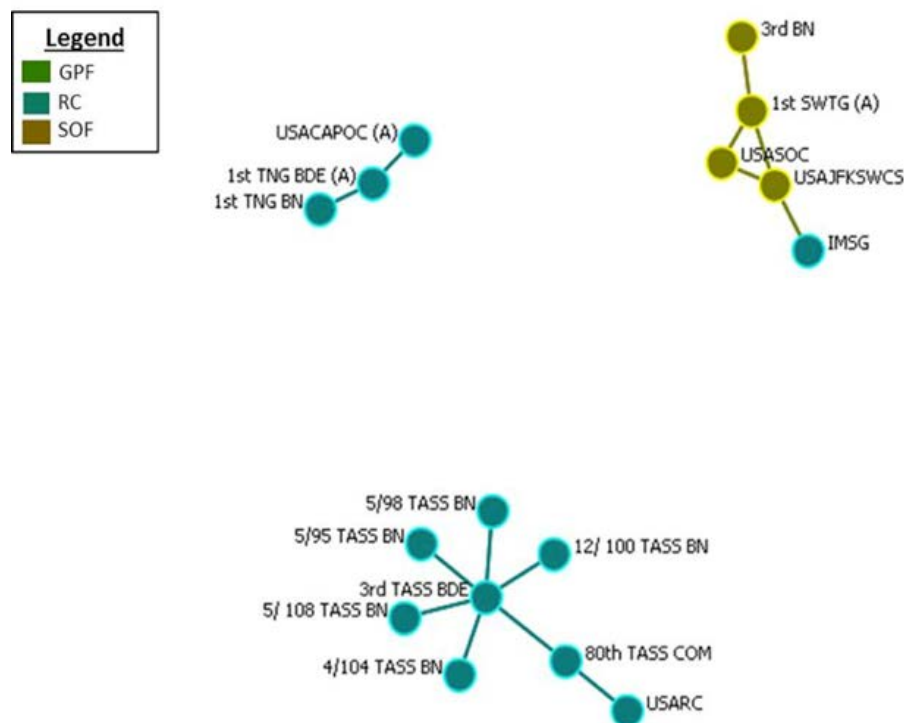 Legend
GPF
RC
SOF
3rd BN
1st SWTG (A)
USASOC
USAJFKSWCS
IMSG
USACAPOC (A)
1st TNG BDE (A)
1st TNG BN
5/98 TASS BN
5/95 TASS BN
12/ 100 TASS BN
3rd TASS BDE
5/ 108 TASS BN
4/104 TASS BN
80th TASS COM
USARC